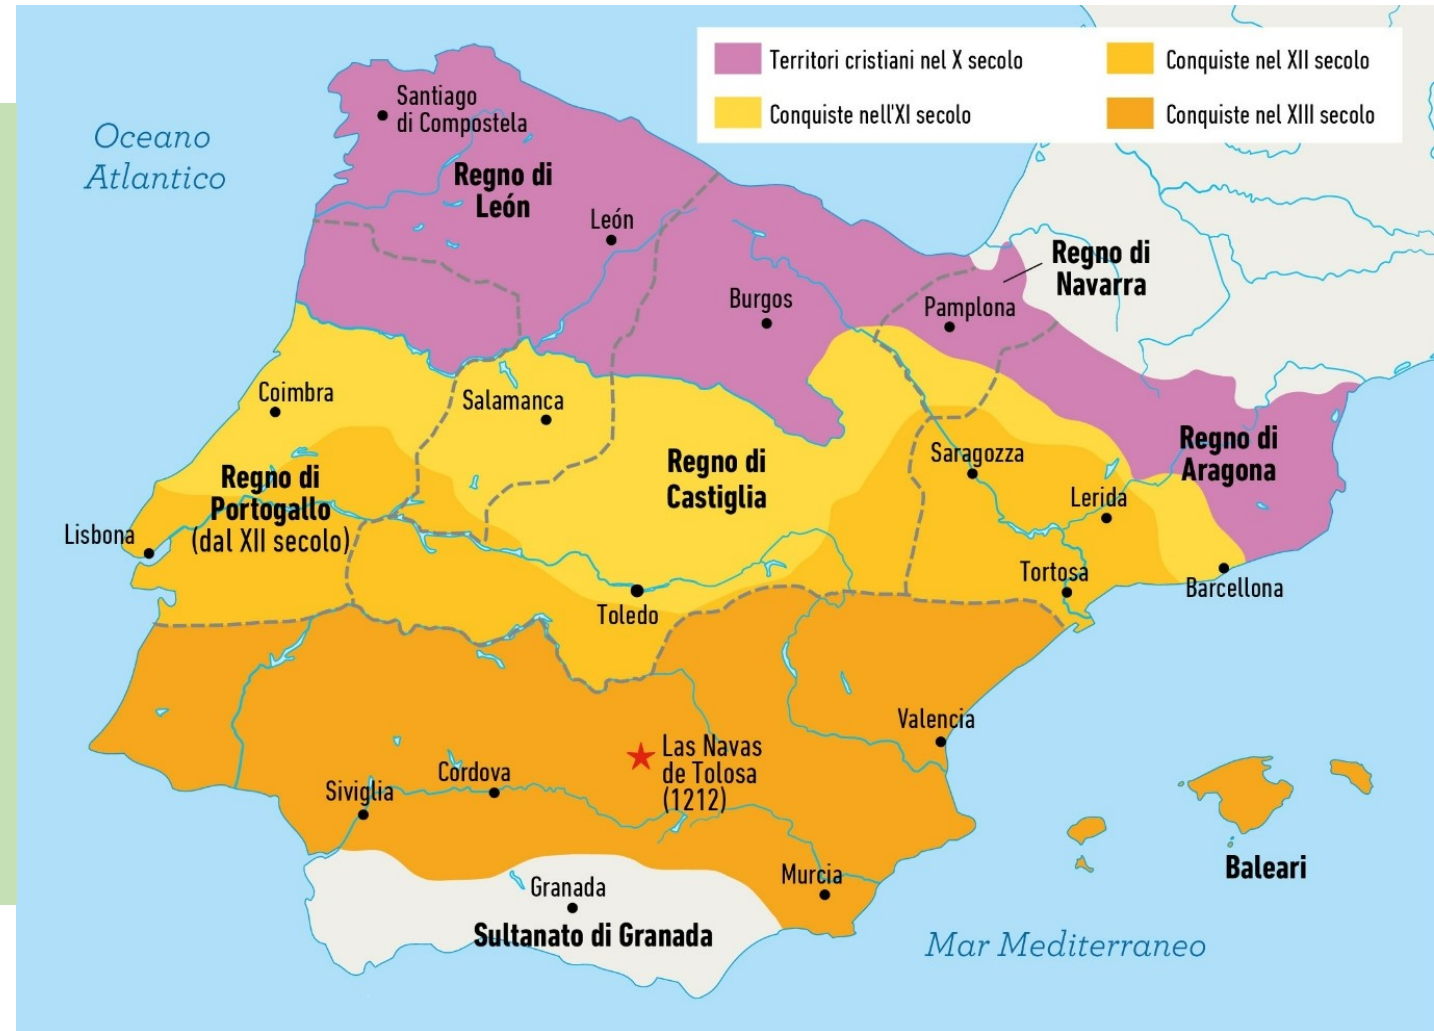 Territori cristiani nel X secolo
Conquiste nell'XI secolo
Conquiste nel XII secolo
Conquiste nel XIII secolo
Oceano
Atlantico
Santiago
di Compostela
Regno di
León
León
Burgos
Regno di
Navarra
Pamplona
Coimbra
Salamanca
Regno di
Castiglia
Saragozza
Regno di
Aragona
Lerida
Regno di
Portogallo
(dal XII secolo)
Lisbona
Toledo
Tortosa
Barcellona
Valencia
Las Navas
de Tolosa
(1212)
Cordova
Siviglia
Murcia
Baleari
Granada
Sultanato di Granada
Mar Mediterraneo